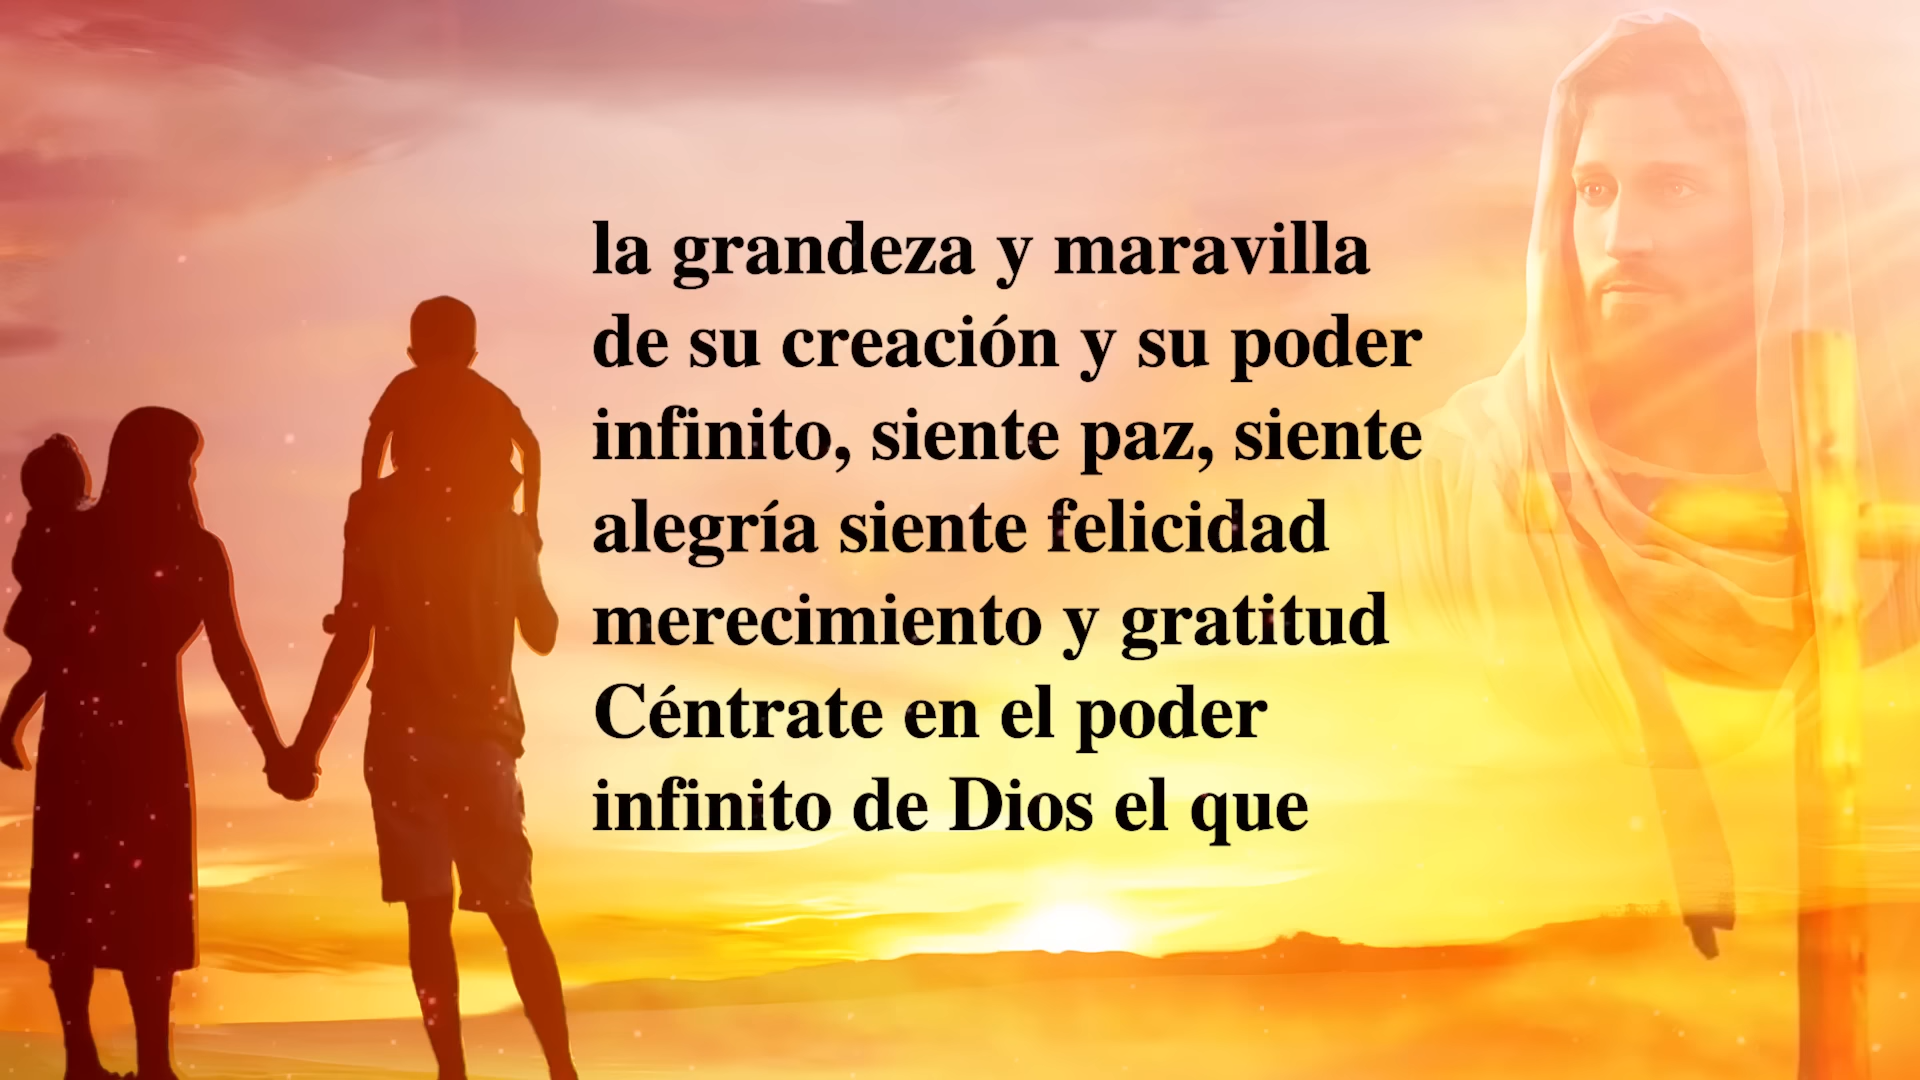 la grandeza y maravilla
de su creación y su poder
infinito, siente paz, siente
alegría siente felicidad
merecimiento y gratitud
Céntrate en el poder
infinito de Dios el que